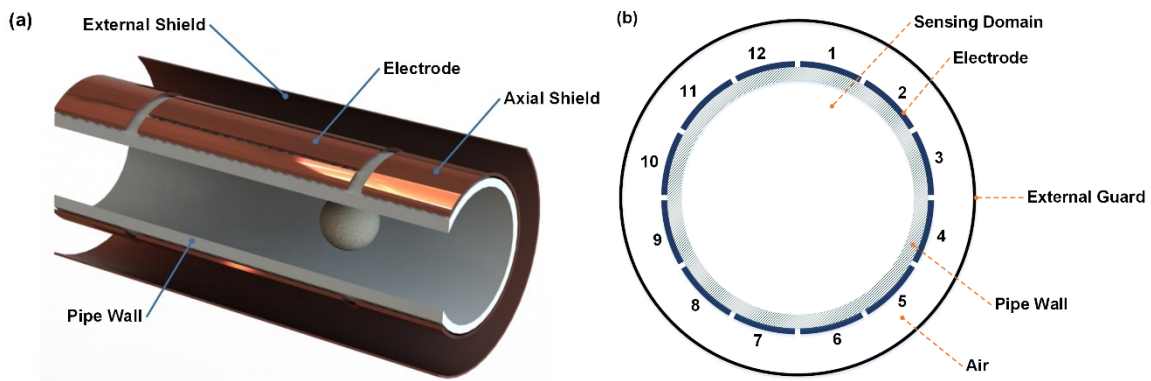 (a)
External Shield
Electrode
Axial Shield
Pipe Wall
(b)
Sensing Domain
Electrode
12
1
11
2
10
3
External Guard
9
4
8
5
Pipe Wall
7
6
Air